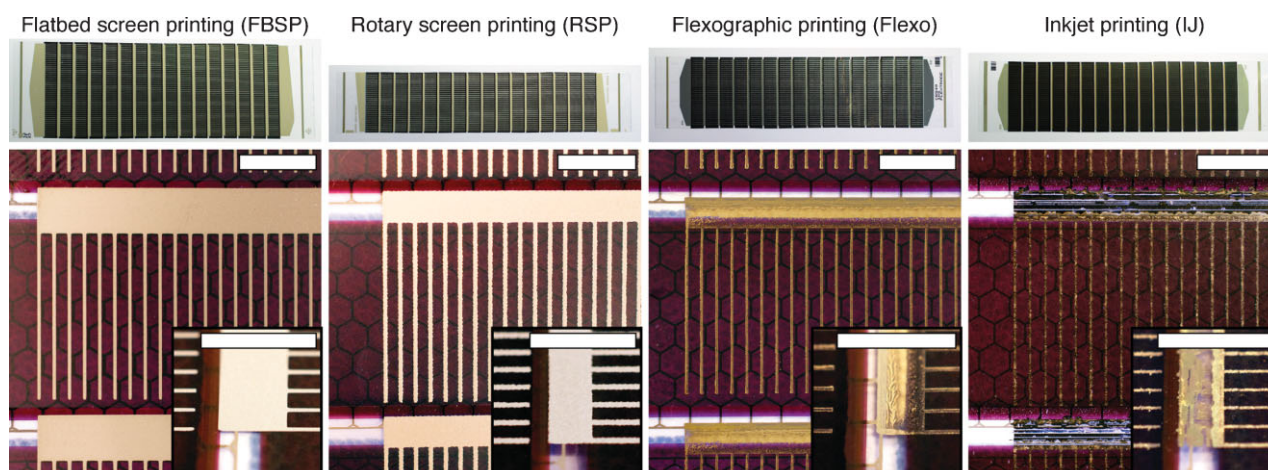 Flatbed screen printing (FBSP)
Rotary screen printing (RSP)
Flexographic printing (Flexo)
Inkjet printing (IJ)